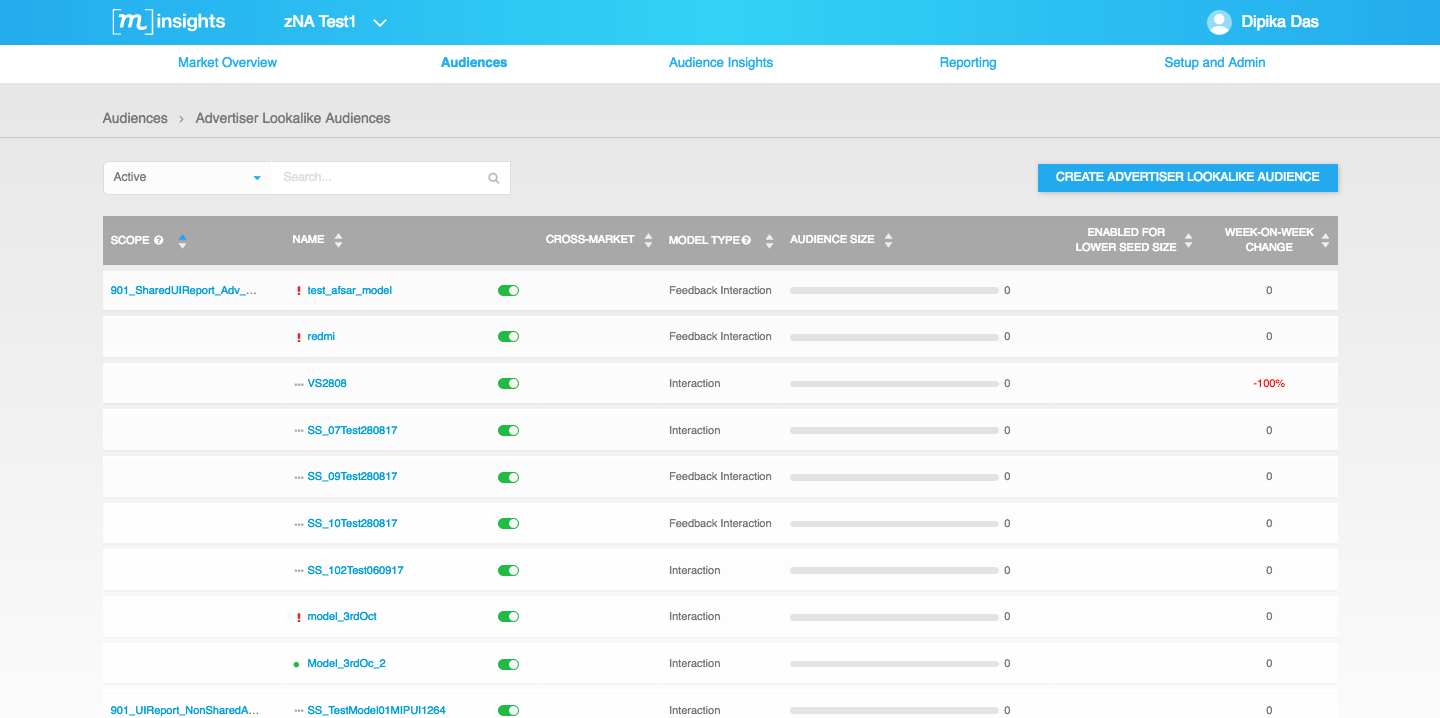 [m]insights zNA Test1 Dipika Das
Market Overview Audiences Audience Insights Reporting Setup and Admin
Audiences › Advertiser Lookalike Audiences
Active Search... CREATE ADVERTISER LOOKALIKE AUDIENCE
SCOPE ? NAME CROSS-MARKET MODEL TYPE ? AUDIENCE SIZE ENABLED FOR LOWER SEED SIZE WEEK-ON-WEEK CHANGE
901_SharedUIReport_Adv_... ! test_afsar_model Feedback Interaction 0 0
! redmi Feedback Interaction 0 0
... VS2808 Interaction 0 -100%
... SS_07Test280817 Interaction 0 0
... SS_09Test280817 Feedback Interaction 0 0
... SS_10Test280817 Feedback Interaction 0 0
... SS_102Test060917 Interaction 0 0
! model_3rdOct Interaction 0 0
Model_3rdOc_2 Interaction 0 0
901_UIReport_NonSharedA... ... SS_TestModel01MIPUI1264 Interaction 0 0